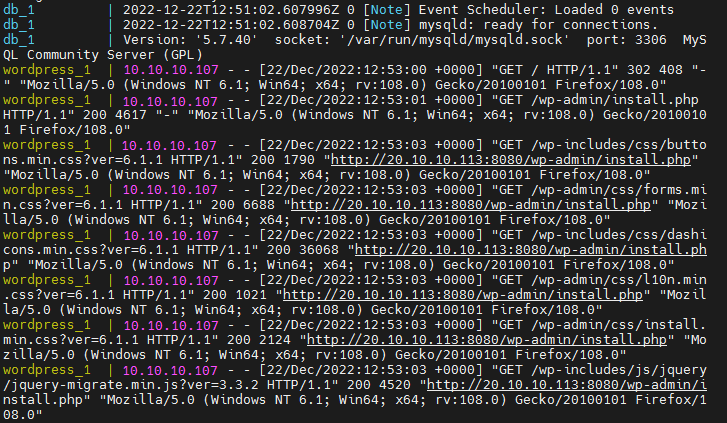 db_1         | 2022-12-22T12:51:02.607996Z 0 [Note] Event Scheduler: Loaded 0 events
db_1         | 2022-12-22T12:51:02.608704Z 0 [Note] mysqld: ready for connections.
db_1         | Version: '5.7.40'  socket: '/var/run/mysqld/mysqld.sock'  port: 3306  MyS
QL Community Server (GPL)
wordpress_1  | 10.10.10.107 - - [22/Dec/2022:12:53:00 +0000] "GET / HTTP/1.1" 302 408 "-
" "Mozilla/5.0 (Windows NT 6.1; Win64; x64; rv:108.0) Gecko/20100101 Firefox/108.0"
wordpress_1  | 10.10.10.107 - - [22/Dec/2022:12:53:01 +0000] "GET /wp-admin/install.php
HTTP/1.1" 200 4617 "-" "Mozilla/5.0 (Windows NT 6.1; Win64; x64; rv:108.0) Gecko/2010010
1 Firefox/108.0"
wordpress_1  | 10.10.10.107 - - [22/Dec/2022:12:53:03 +0000] "GET /wp-includes/css/butto
ns.min.css?ver=6.1.1 HTTP/1.1" 200 1790 "http://20.10.10.113:8080/wp-admin/install.php"
"Mozilla/5.0 (Windows NT 6.1; Win64; x64; rv:108.0) Gecko/20100101 Firefox/108.0"
wordpress_1  | 10.10.10.107 - - [22/Dec/2022:12:53:03 +0000] "GET /wp-admin/css/forms.mi
n.css?ver=6.1.1 HTTP/1.1" 200 6688 "http://20.10.10.113:8080/wp-admin/install.php" "Mozi
lla/5.0 (Windows NT 6.1; Win64; x64; rv:108.0) Gecko/20100101 Firefox/108.0"
wordpress_1  | 10.10.10.107 - - [22/Dec/2022:12:53:03 +0000] "GET /wp-includes/css/dashi
cons.min.css?ver=6.1.1 HTTP/1.1" 200 36068 "http://20.10.10.113:8080/wp-admin/install.ph
p" "Mozilla/5.0 (Windows NT 6.1; Win64; x64; rv:108.0) Gecko/20100101 Firefox/108.0"
wordpress_1  | 10.10.10.107 - - [22/Dec/2022:12:53:03 +0000] "GET /wp-admin/css/l10n.min
.css?ver=6.1.1 HTTP/1.1" 200 1021 "http://20.10.10.113:8080/wp-admin/install.php" "Mozil
la/5.0 (Windows NT 6.1; Win64; x64; rv:108.0) Gecko/20100101 Firefox/108.0"
wordpress_1  | 10.10.10.107 - - [22/Dec/2022:12:53:03 +0000] "GET /wp-admin/css/install.
min.css?ver=6.1.1 HTTP/1.1" 200 2124 "http://20.10.10.113:8080/wp-admin/install.php" "Mo
zilla/5.0 (Windows NT 6.1; Win64; x64; rv:108.0) Gecko/20100101 Firefox/108.0"
wordpress_1  | 10.10.10.107 - - [22/Dec/2022:12:53:03 +0000] "GET /wp-includes/js/jquery
/jquery-migrate.min.js?ver=3.3.2 HTTP/1.1" 200 4520 "http://20.10.10.113:8080/wp-admin/i
nstall.php" "Mozilla/5.0 (Windows NT 6.1; Win64; x64; rv:108.0) Gecko/20100101 Firefox/1
08.0"